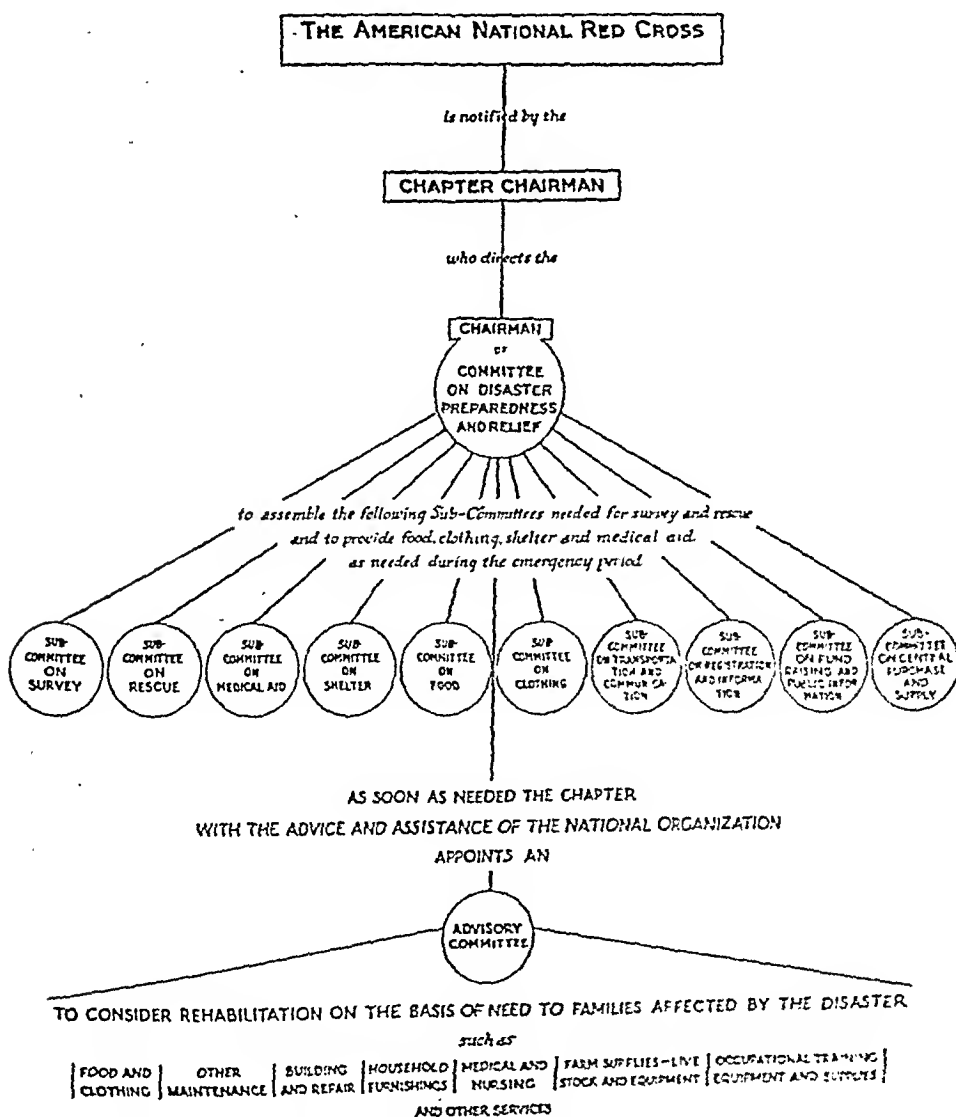 THE AMERICAN NATIONAL RED CROSS
is notified by the
CHAPTER CHAIRMAN
who directs the
CHAIRMAN
OF
COMMITTEE
ON DISASTER
PREPAREDNESS
AND RELIEF
to assemble the following Sub-Committees needed for survey and rescue
and to provide food, clothing, shelter and medical aid.
as needed during the emergency period
SUB-
COMMITTEE
ON
SURVEY
SUB-
COMMITTEE
ON
RESCUE
SUB
COMMITTEE
ON
MEDICAL AID
SUB-
COMMITTEE
ON
SHELTER
SUB-
COMMITTEE
ON
FOOD
SUB
COMMITTEE
ON
CLOTHING
SUB-
COMMITTEE
ON TRANSPORTA
TION AND
COMMUNICA-
TION
SUB-
COMMITTEE
ON REGISTRATION
AND INFORMA
TION
SUB-
COMMITTEE
ON FUND
RAISING AND
PUBLIC INFOR
MATION
SUB-
COMMITTEE
ON CENTRAL
PURCHASE
AND
SUPPLY
AS SOON AS NEEDED THE CHAPTER
WITH THE ADVICE AND ASSISTANCE OF THE NATIONAL ORGANIZATION
APPOINTS AN
ADVISORY
COMMITTEE
TO CONSIDER REHABILITATION ON THE BASIS OF NEED TO FAMILIES AFFECTED BY THE DISASTER
such as
FOOD AND
CLOTHING
OTHER
MAINTENANCE
BUILDING
AND REPAIR
HOUSEHOLD
FURNISHINGS
MEDICAL AND
NURSING
FARM SUPPLIES-LIVE
STOCK AND EQUIPMENT
OCCUPATIONAL TRAINING
EQUIPMENT AND SUPPLIES
AND OTHER SERVICES